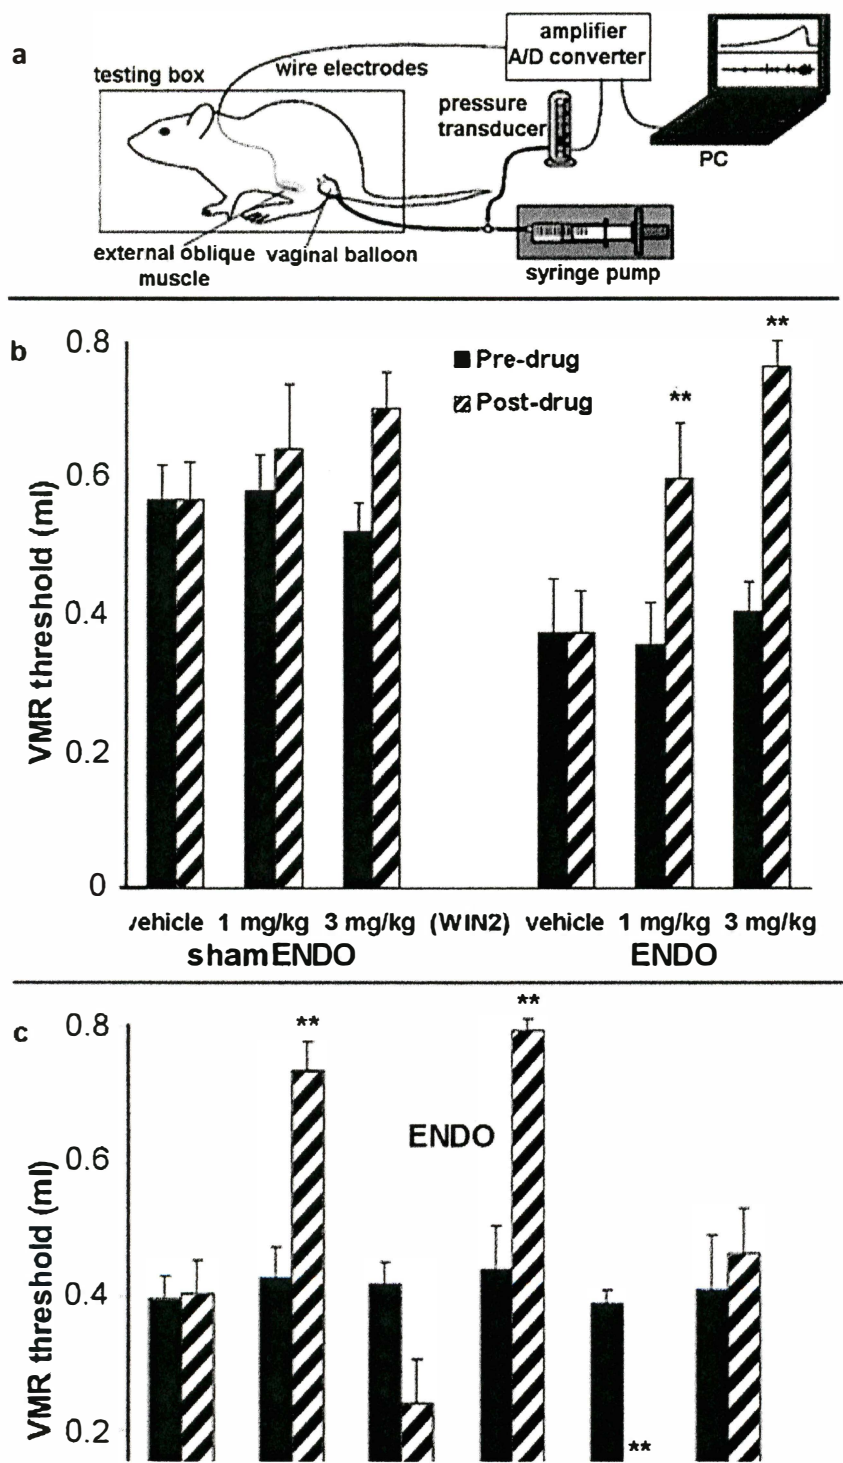 a
testing box
wire electrodes
amplifier
A/D converter
pressure
transducer
PC
external oblique
muscle
vaginal balloon
syringe pump
b
0.8
0.6
0.4
0.2
0
VMR threshold (ml)
Pre-drug
Post-drug
**
**
vehicle 1 mg/kg 3 mg/kg (WIN2) vehicle 1 mg/kg 3 mg/kg
shamENDO ENDO
c
0.8
0.6
0.4
0.2
VMR threshold (ml)
ENDO
**
**
**